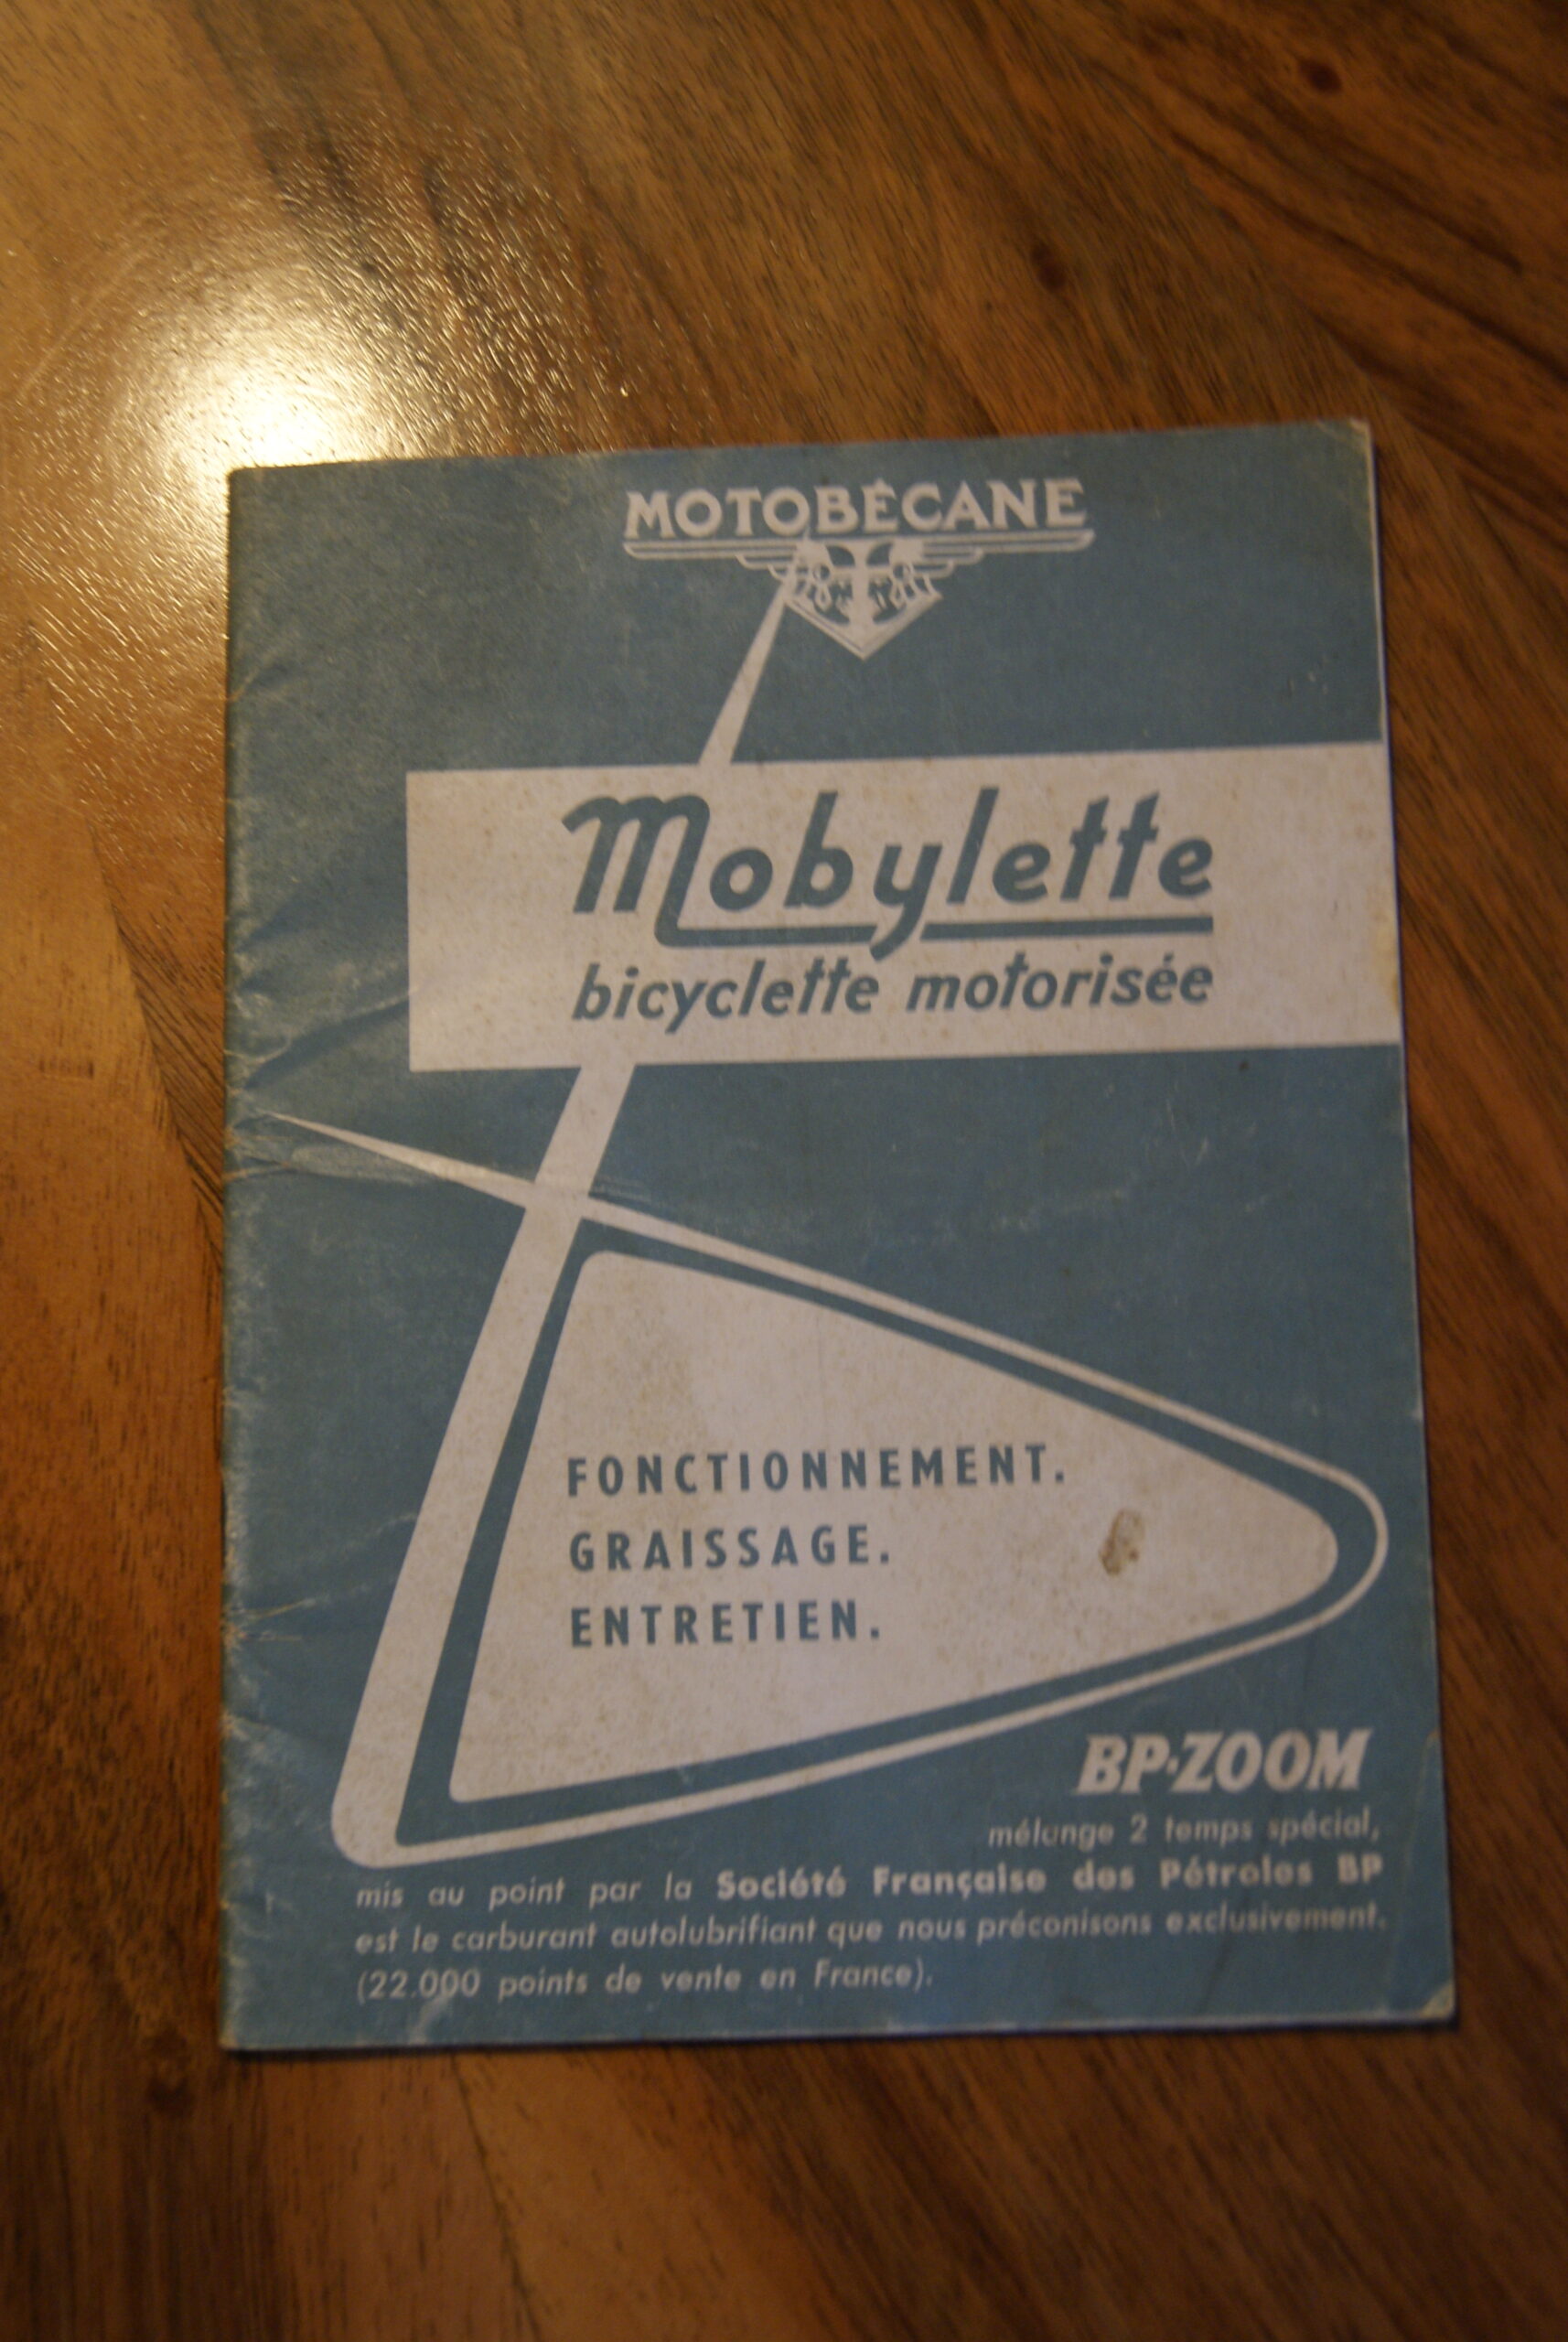 MOTOBÉCANE
Mobylette
bicyclette motorisée
FONCTIONNEMENT.
GRAISSAGE.
ENTRETIEN.
BP-ZOOM
mélange 2 temps spécial,
mis au point par la Société Française des Pétroles BP
est le carburant autolubrifiant que nous préconisons exclusivement.
(22.000 points de vente en France).